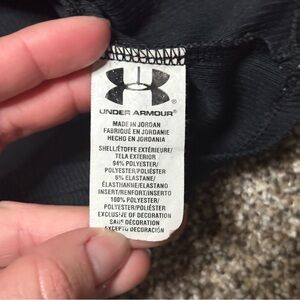 UNDER ARMOUR®
MADE IN JORDAN
FABRIQUÉ EN JORDANIE
HECHO EN JORDANIA
SHELL/ÉTOFFE EXTÉRIEURE/
TELA EXTERIOR
94% POLYESTER/
POLYESTER/POLIÉSTER
6% ELASTANE/
ÉLASTHANNE/ELASTANO
INSERT/RENFORT/INSERTO
100% POLYESTER/
POLYESTER/POLIÉSTER
EXCLUSIVE OF DECORATION
SANS DÉCORATION
EXCEPTO DECORACIÓN